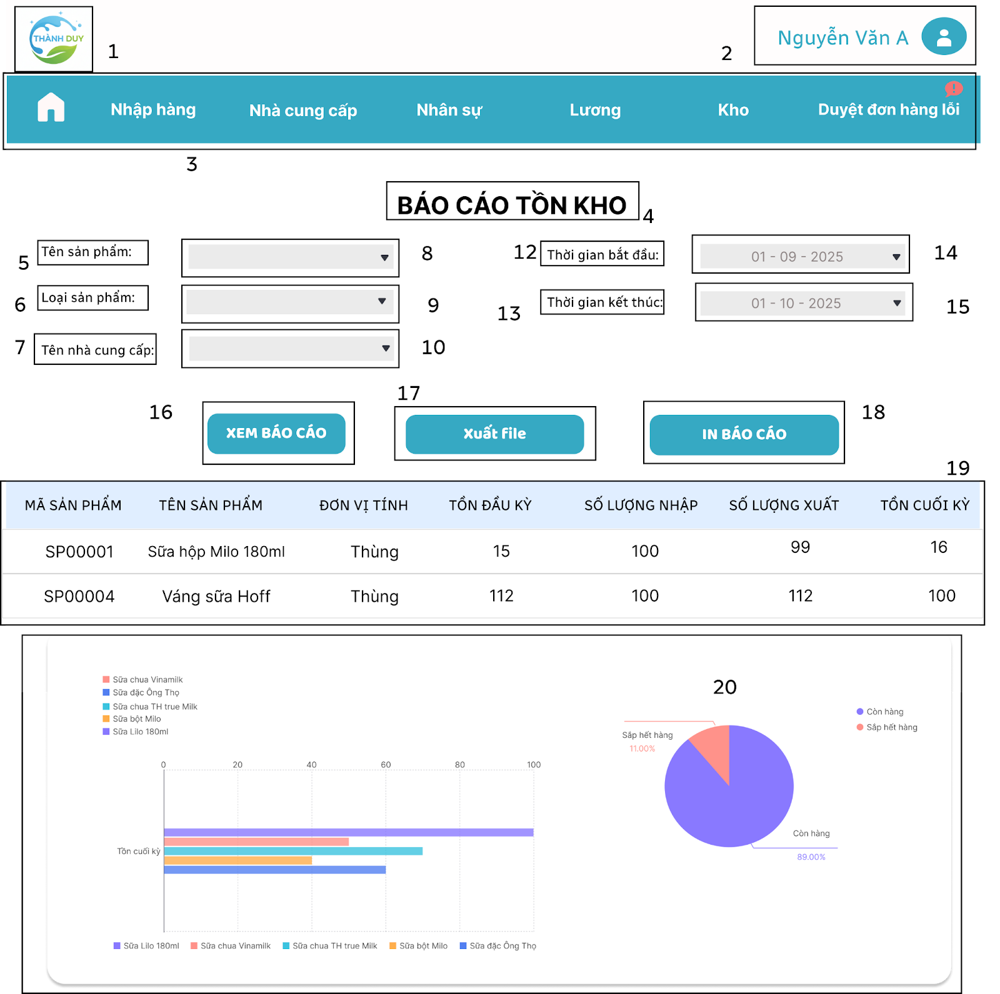 THÀNH DUY
1
2
Nguyễn Văn A
Nhập hàng Nhà cung cấp Nhân sự Lương Kho Duyệt đơn hàng lỗi
!
3
BÁO CÁO TỒN KHO
4
5 Tên sản phẩm: 8 12 Thời gian bắt đầu: 01 - 09 - 2025 14
6 Loại sản phẩm: 9 13 Thời gian kết thúc: 01 - 10 - 2025 15
7 Tên nhà cung cấp: 10
16 XEM BÁO CÁO 17 Xuất file IN BÁO CÁO 18
19
MÃ SẢN PHẨM TÊN SẢN PHẨM ĐƠN VỊ TÍNH TỒN ĐẦU KỲ SỐ LƯỢNG NHẬP SỐ LƯỢNG XUẤT TỒN CUỐI KỲ
SP00001 Sữa hộp Milo 180ml Thùng 15 100 99 16
SP00004 Váng sữa Hoff Thùng 112 100 112 100
Sữa chua Vinamilk
Sữa đặc Ông Thọ
Sữa chua TH true Milk
Sữa bột Milo
Sữa Lilo 180ml
0 20 40 60 80 100
Tồn cuối kỳ
Sữa Lilo 180ml Sữa chua Vinamilk Sữa chua TH true Milk Sữa bột Milo Sữa đặc Ông Thọ
20
Còn hàng
Sắp hết hàng
Sắp hết hàng
11.00%
Còn hàng
89.00%